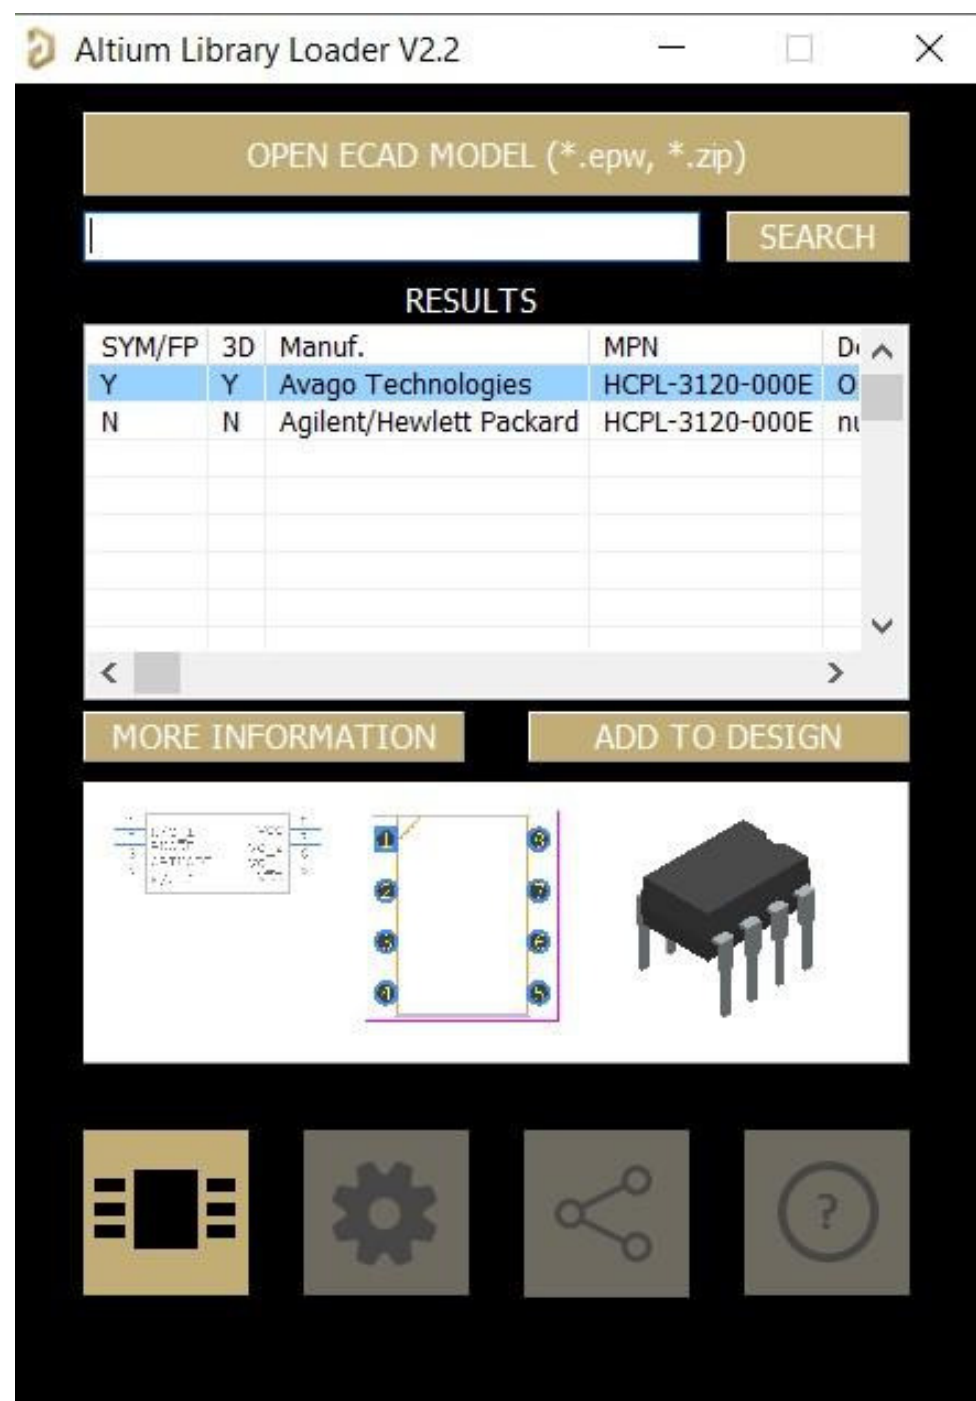 Altium Library Loader V2.2
OPEN ECAD MODEL (*.epw, *.zip)
SEARCH
RESULTS
SYM/FP 3D Manuf. MPN
Y Y Avago Technologies HCPL-3120-000E
N N Agilent/Hewlett Packard HCPL-3120-000E
MORE INFORMATION ADD TO DESIGN
1 8
2 7
3 6
4 5
?